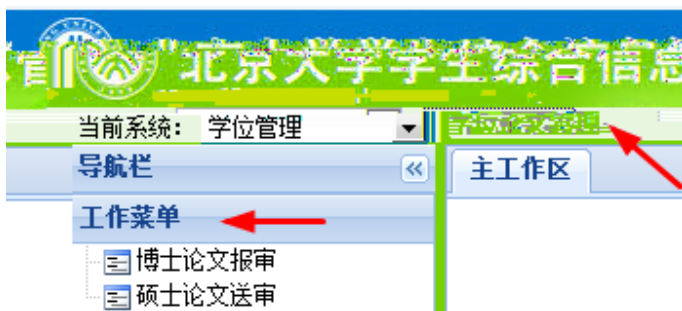 北京大学学生综合信息
当前系统： 学位管理
导航栏
主工作区
工作菜单
博士论文报审
硕士论文送审